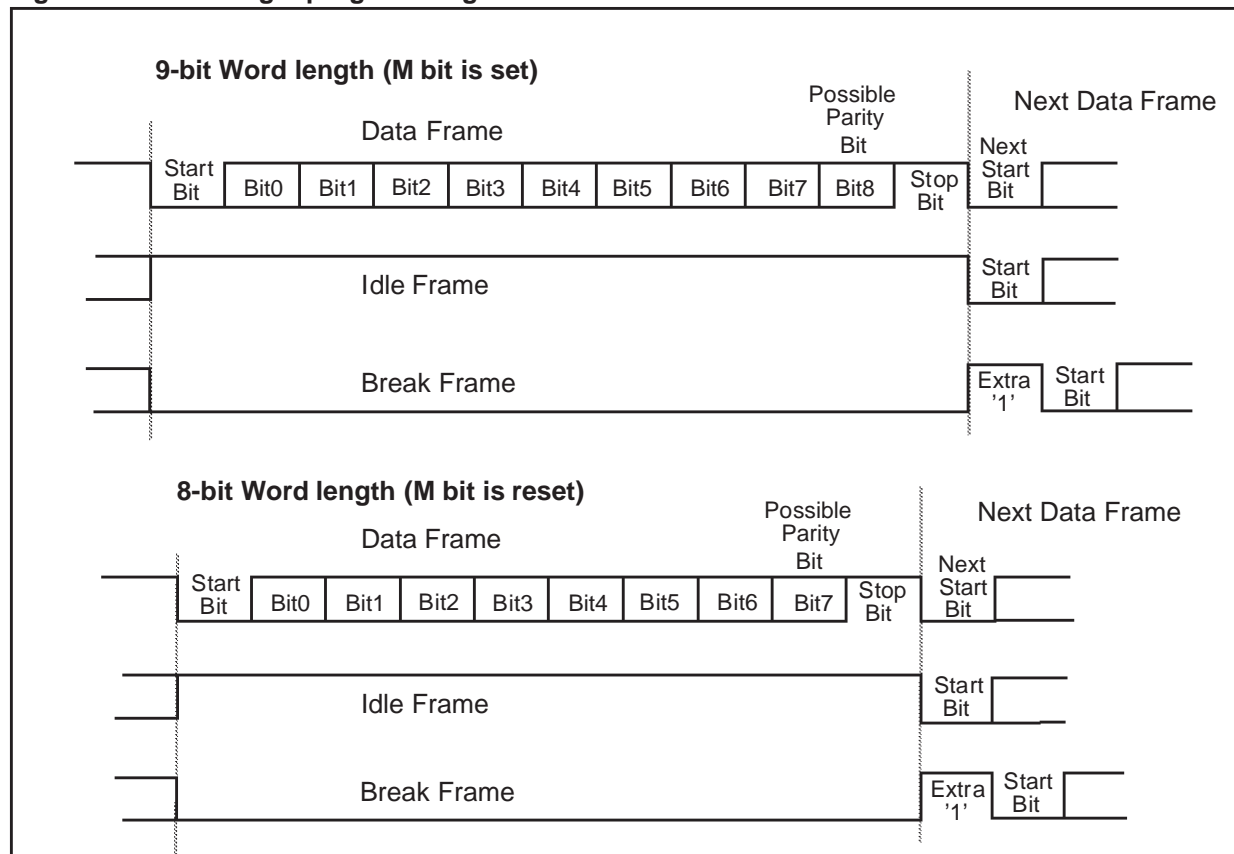 9-bit Word length (M bit is set)
Possible
Parity
Bit
Next Data Frame
Data Frame
Start
Bit
Bit0
Bit1
Bit2
Bit3
Bit4
Bit5
Bit6
Bit7
Bit8
Stop
Bit
Next
Start
Bit
Idle Frame
Start
Bit
Break Frame
Extra
’1’
Start
Bit
8-bit Word length (M bit is reset)
Possible
Parity
Bit
Next Data Frame
Data Frame
Start
Bit
Bit0
Bit1
Bit2
Bit3
Bit4
Bit5
Bit6
Bit7
Stop
Bit
Next
Start
Bit
Idle Frame
Start
Bit
Break Frame
Extra
’1’
Start
Bit